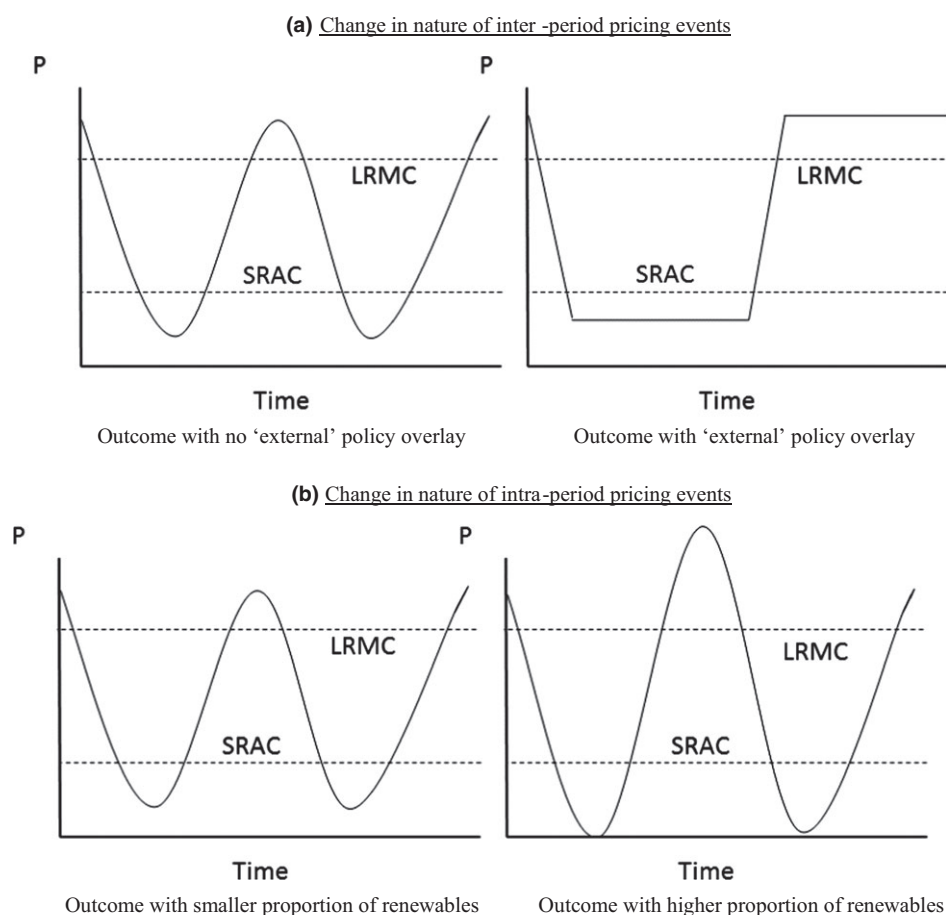 (a) Change in nature of inter -period pricing events
P
P
LRMC
LRMC
SRAC
SRAC
Time
Time
Outcome with no ‘external’ policy overlay
Outcome with ‘external’ policy overlay
(b) Change in nature of intra-period pricing events
P
P
LRMC
LRMC
SRAC
SRAC
Time
Time
Outcome with smaller proportion of renewables
Outcome with higher proportion of renewables